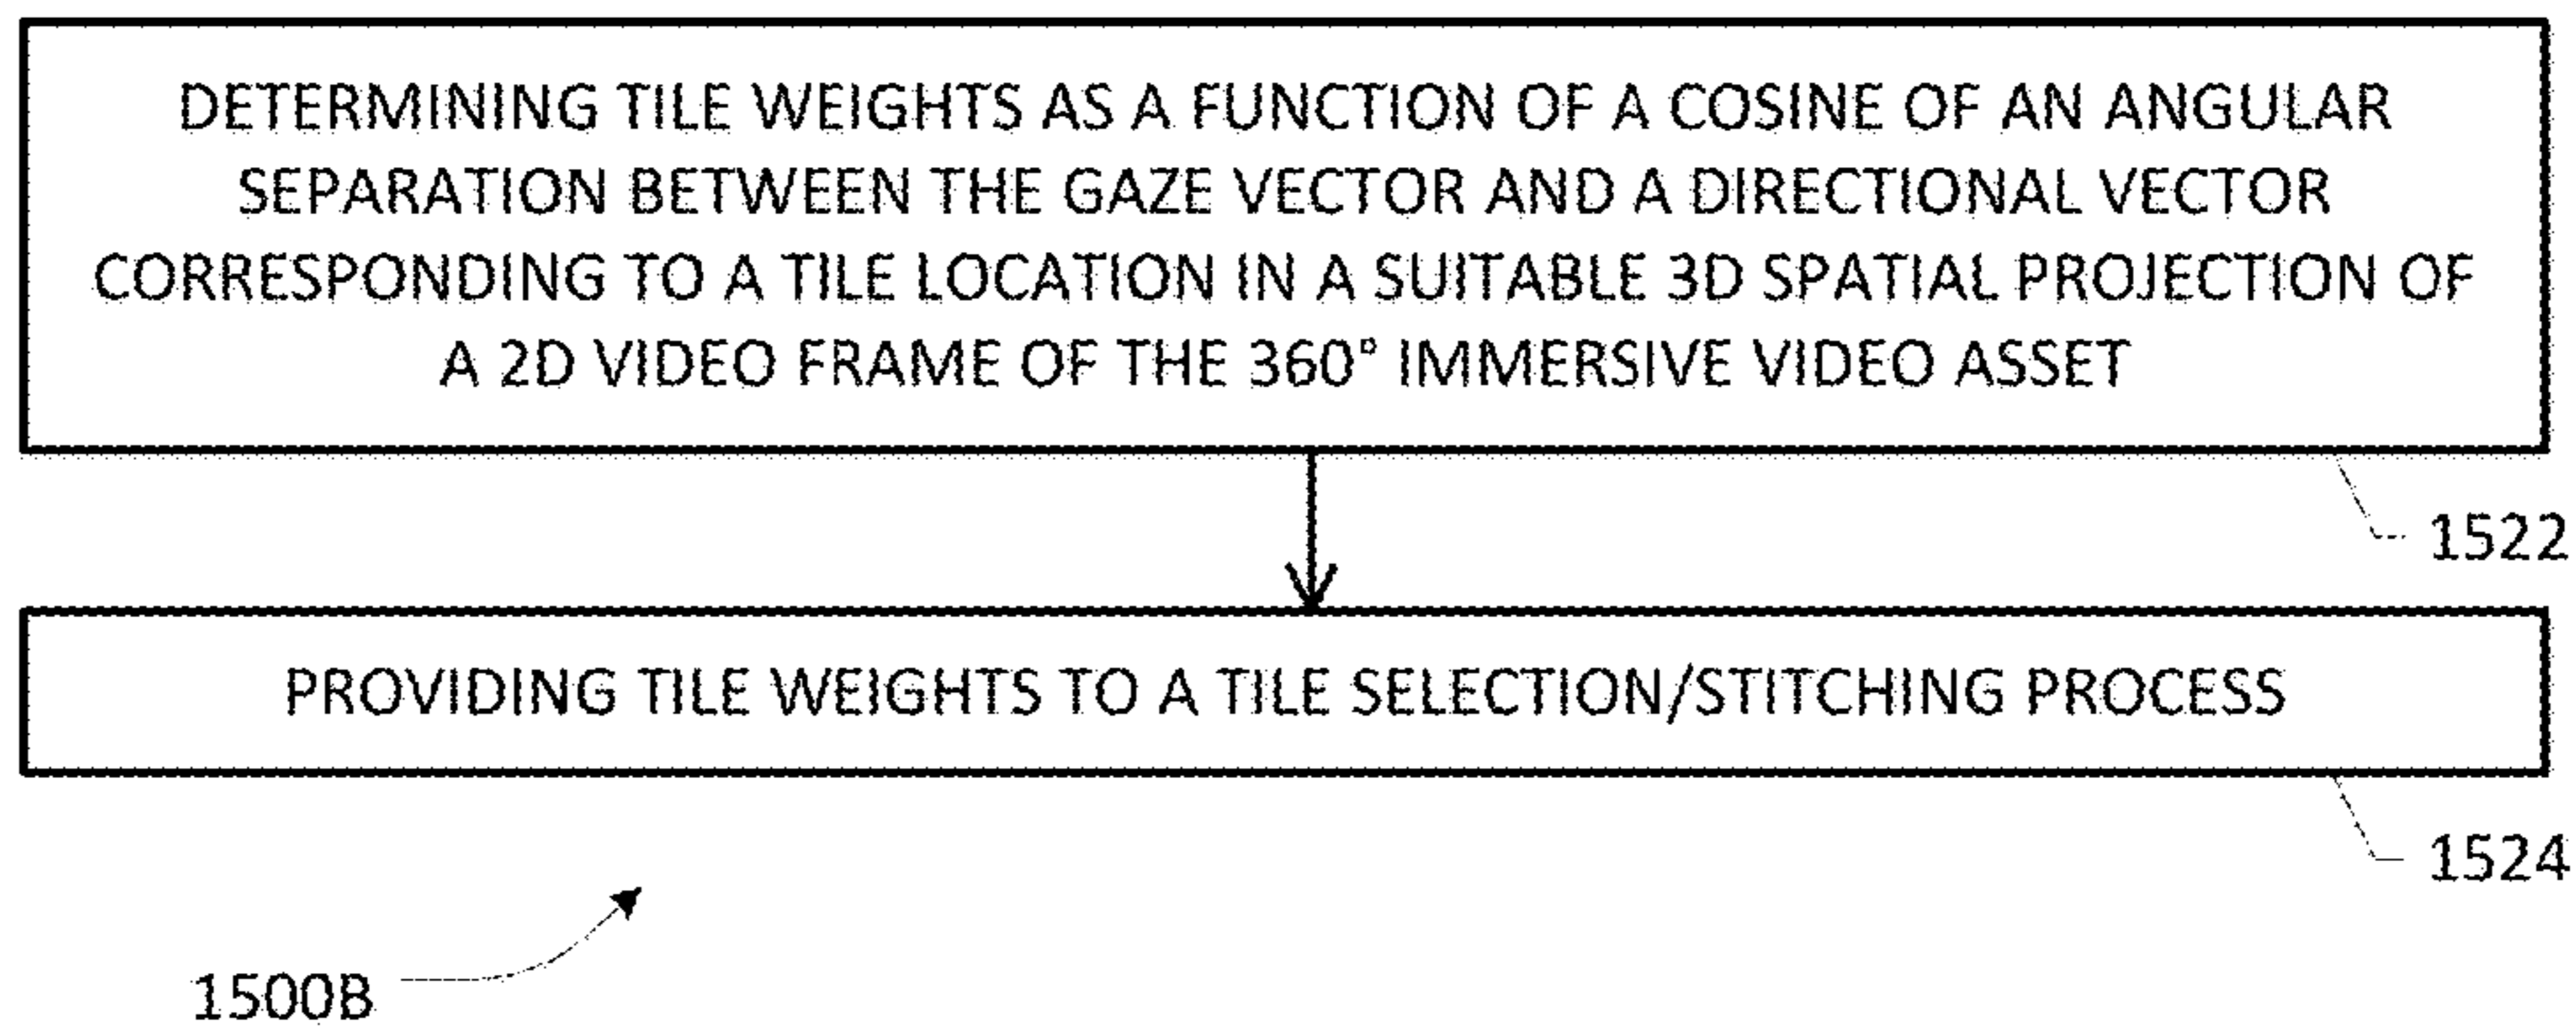 DETERMINING TILE WEIGHTS AS A FUNCTION OF A COSINE OF AN ANGULAR
SEPARATION BETWEEN THE GAZE VECTOR AND A DIRECTIONAL VECTOR
CORRESPONDING TO A TILE LOCATION IN A SUITABLE 3D SPATIAL PROJECTION OF
A 2D VIDEO FRAME OF THE 360° IMMERSIVE VIDEO ASSET
1522
PROVIDING TILE WEIGHTS TO A TILE SELECTION/STITCHING PROCESS
1524
1500B